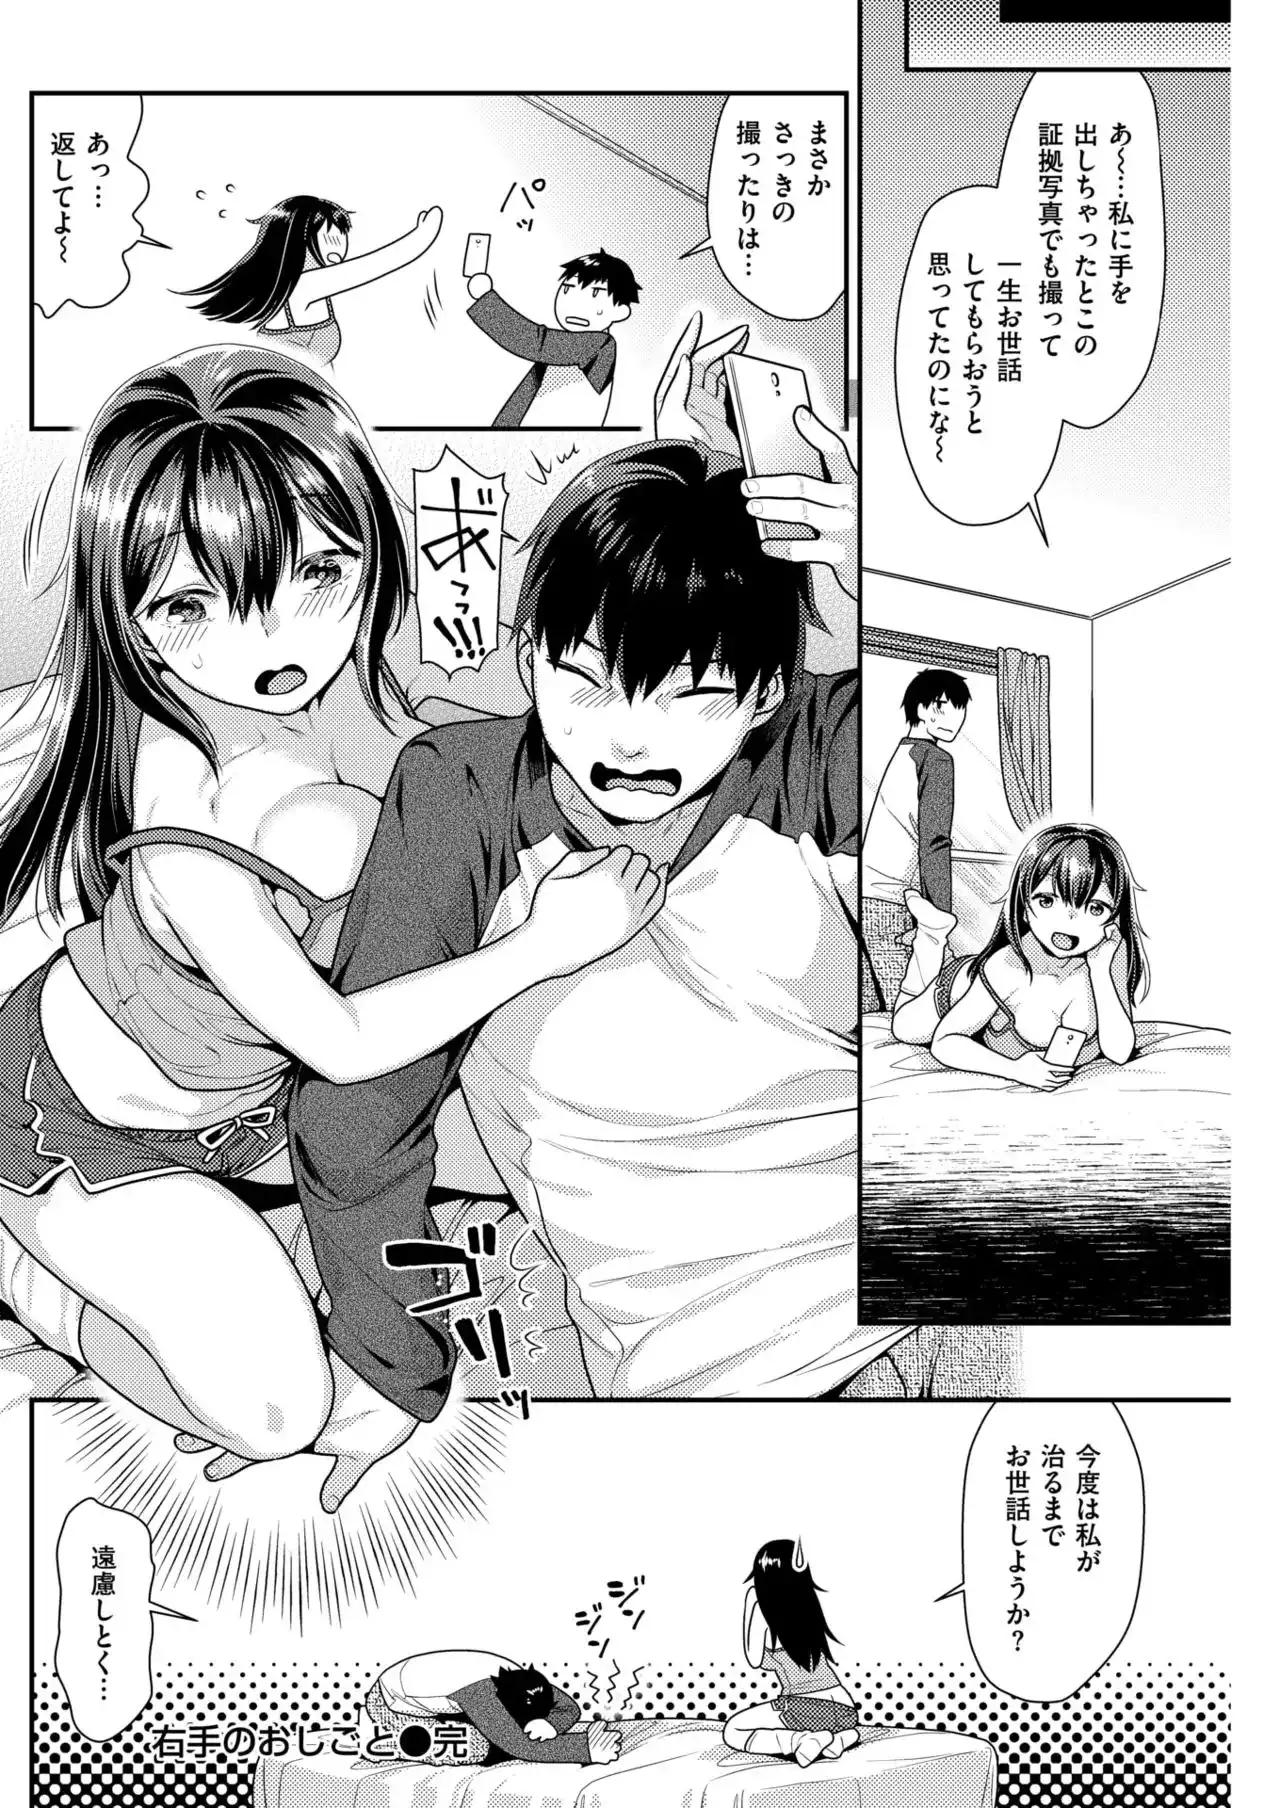 あ〜…私に手を
出しちゃったとこの
証拠写真でも撮って
一生お世話
してもらおうと
思ってたのにな〜
まさか
さっきの
撮ったりは…
パッ
あっ…
返してよ〜
あ゛っっ!!!
ゴリッ
今度は私が
治るまで
お世話しようか?
ジンジン
遠慮しとく…
右手のおしごと●完